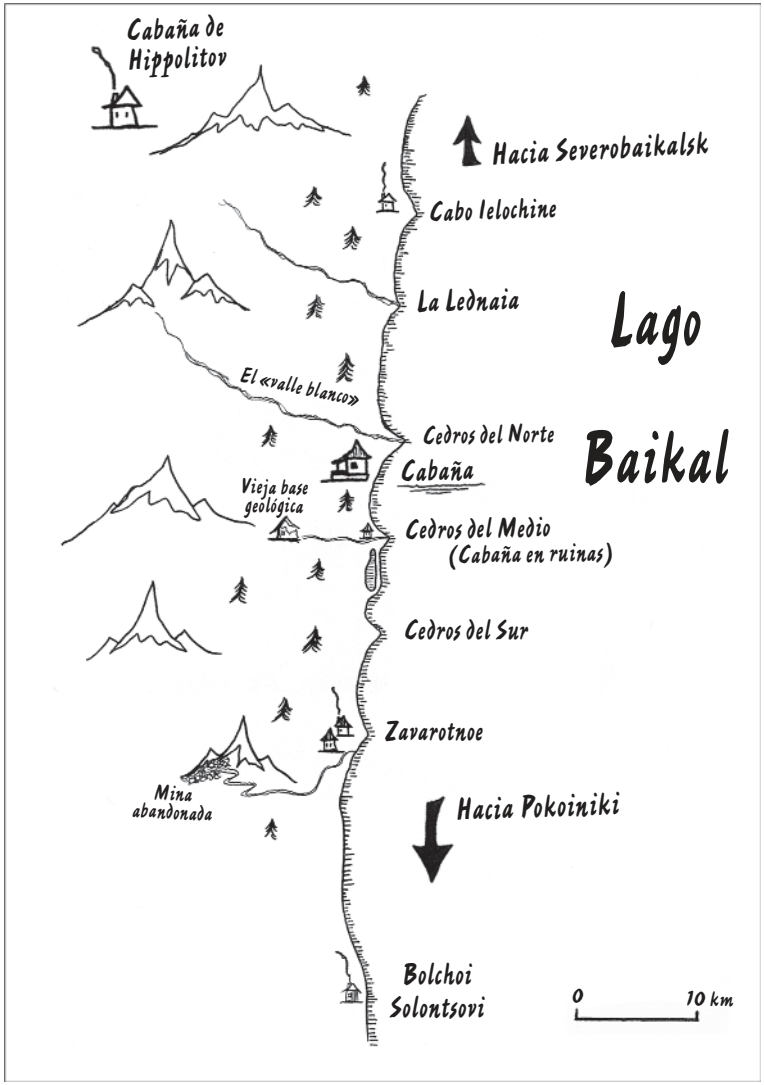 Cabaña de
Hippolitov
Hacia Severobaikalsk
Cabo Ielochine
La Lednaia
Lago
Baikal
El «valle blanco»
Cedros del Norte
Cabaña
Vieja base
geológica
Cedros del Medio
(Cabaña en ruinas)
Cedros del Sur
Zavarotnoe
Mina
abandonada
Hacia Pokoiniki
Bolchoi
Solontsovi
0 10 km